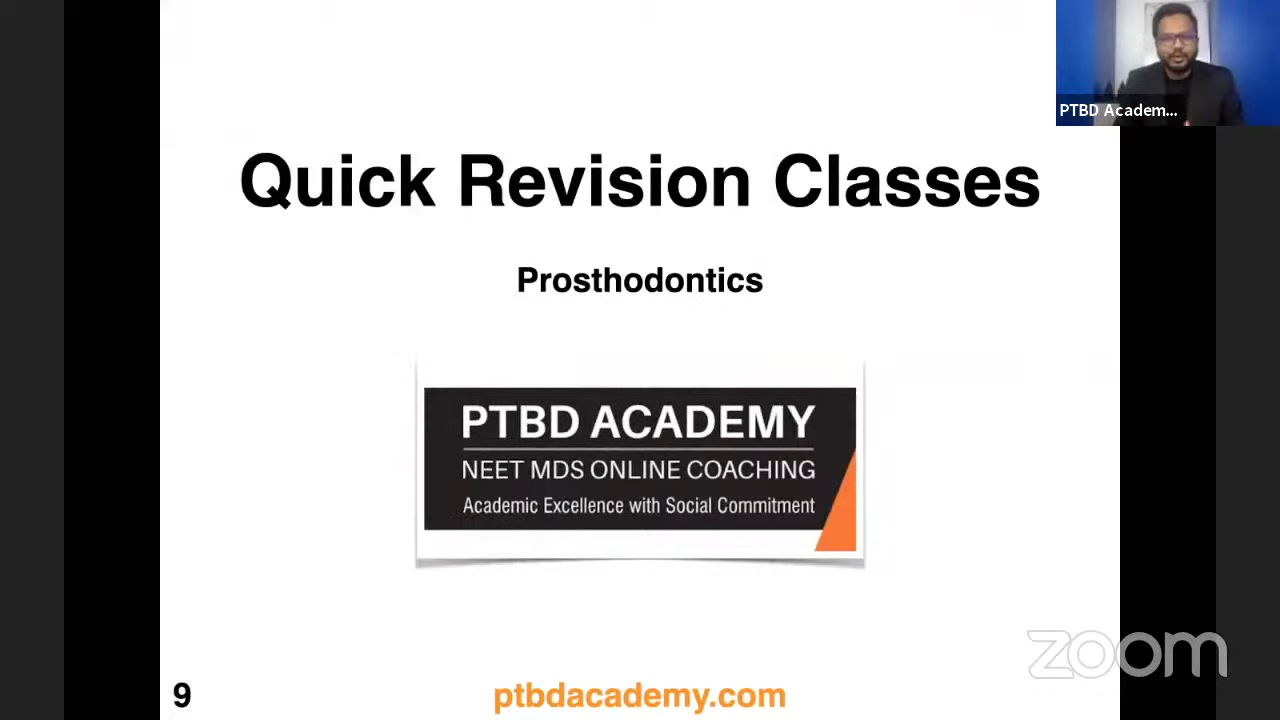 PTBD Academ...
Quick Revision Classes
Prosthodontics
PTBD ACADEMY
NEET MDS ONLINE COACHING
Academic Excellence with Social Commitment
zoom
9
ptbdacademy.com